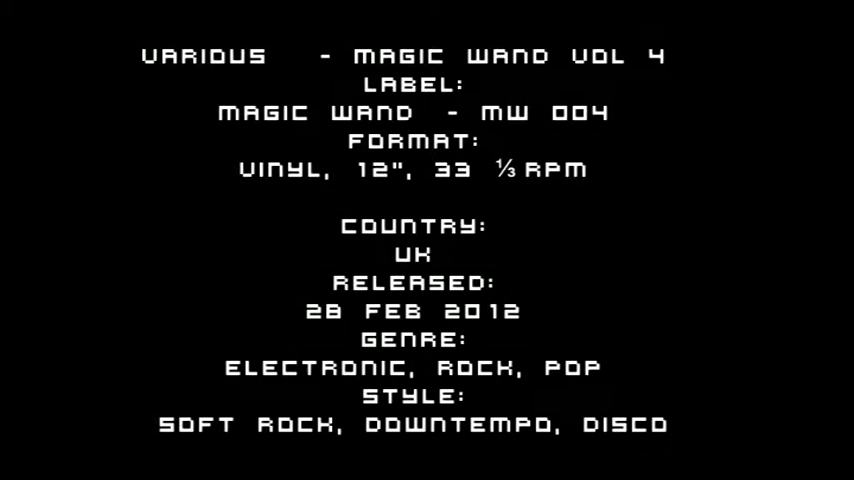 VARIOUS - MAGIC WAND VOL 4
LABEL:
MAGIC WAND - MW 004
FORMAT:
VINYL, 12", 33 ⅓ RPM
COUNTRY:
UK
RELEASED:
28 FEB 2012
GENRE:
ELECTRONIC, ROCK, POP
STYLE:
SOFT ROCK, DOWNTEMPO, DISCO